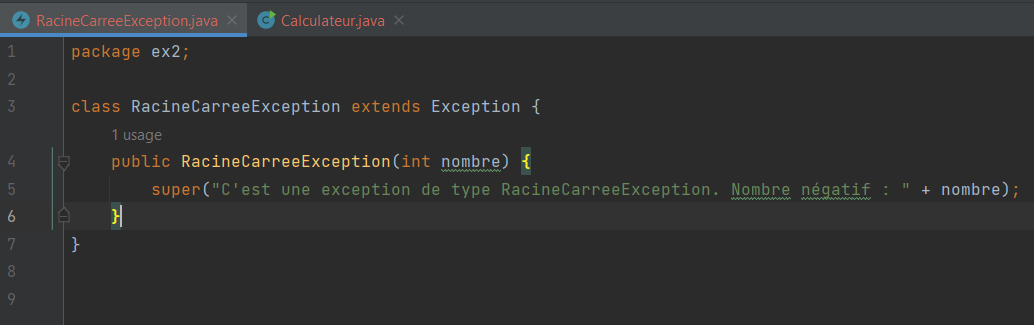 RacineCarreeException.java Calculateur.java
1 package ex2;
2
3 class RacineCarreeException extends Exception {
1 usage
4 public RacineCarreeException(int nombre) {
5 super("C'est une exception de type RacineCarreeException. Nombre négatif : " + nombre);
6 }
7 }
8
9